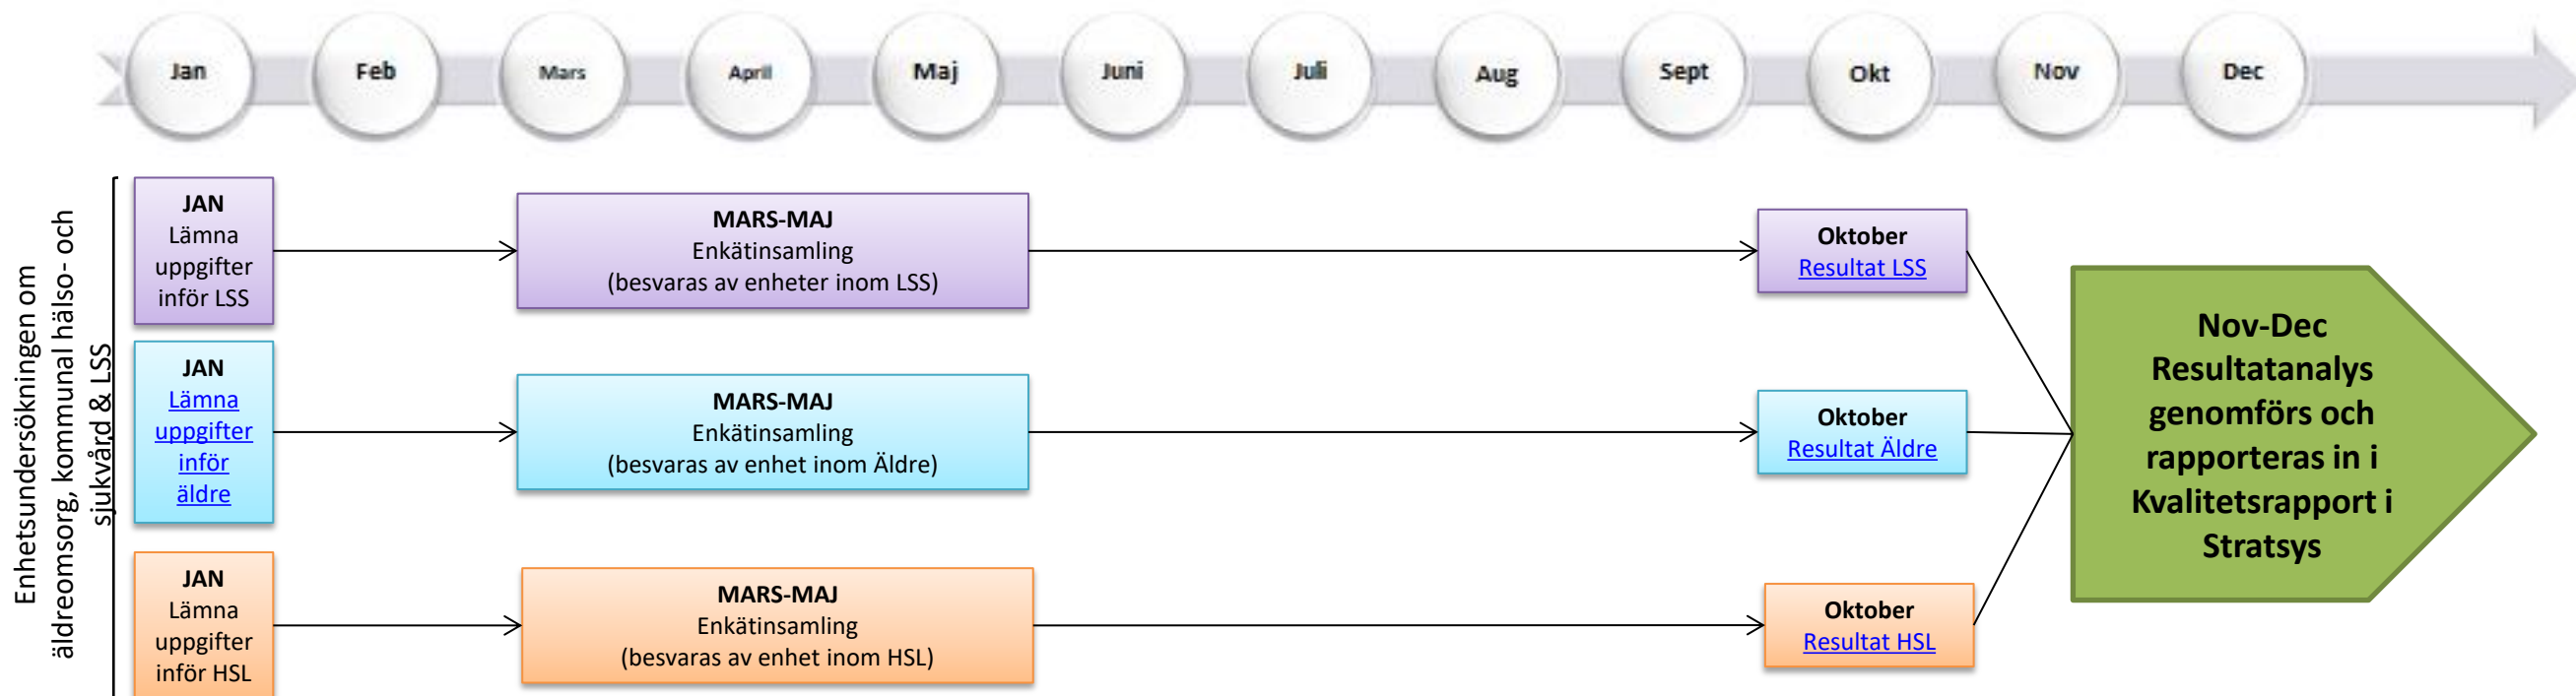 Jan
Feb
Mars
April
Maj
Juni
Juli
Aug
Sept
Okt
Nov
Dec
Enhetsundersökningen om
äldreomsorg, kommunal hälso- och
sjukvård & LSS
JAN
Lämna
uppgifter
inför LSS
MARS-MAJ
Enkätinsamling
(besvaras av enheter inom LSS)
Oktober
Resultat LSS
JAN
Lämna
uppgifter
inför
äldre
MARS-MAJ
Enkätinsamling
(besvaras av enhet inom Äldre)
Oktober
Resultat Äldre
JAN
Lämna
uppgifter
inför HSL
MARS-MAJ
Enkätinsamling
(besvaras av enhet inom HSL)
Oktober
Resultat HSL
Nov-Dec
Resultatanalys
genomförs och
rapporteras in i
Kvalitetsrapport i
Stratsys